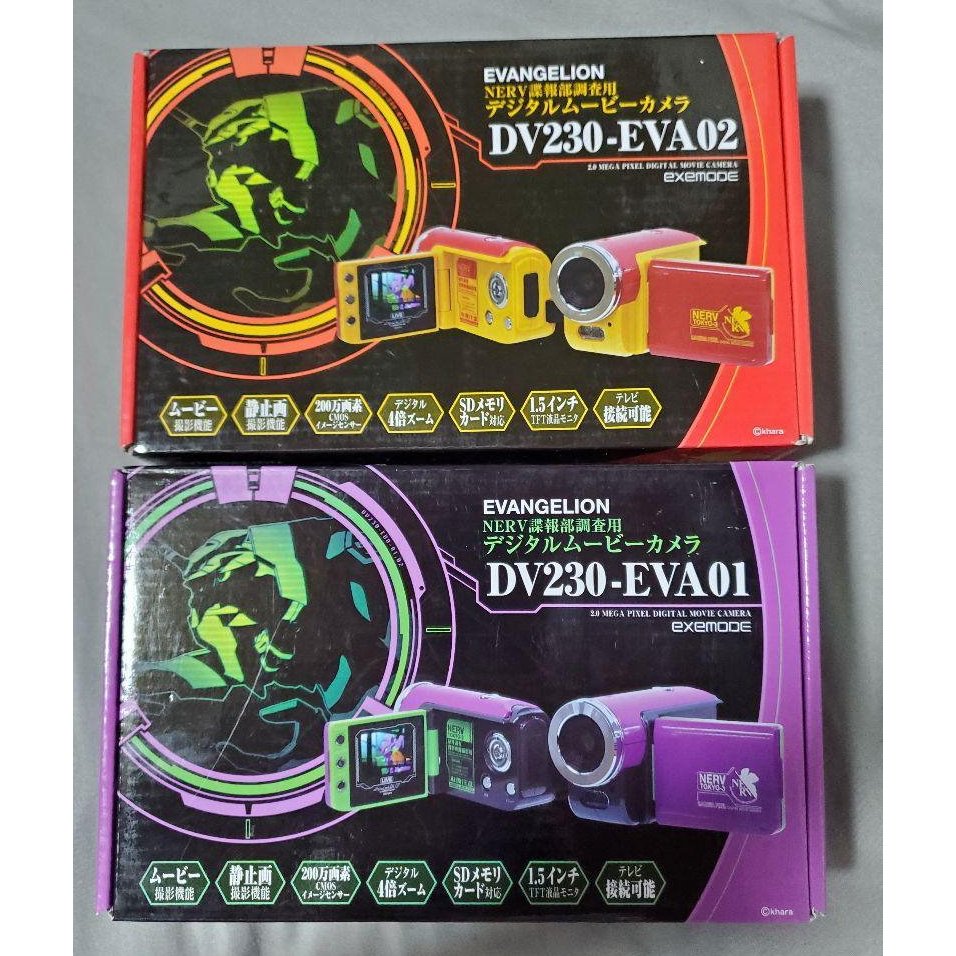 EVANGELION
NERV諜報部調査用
デジタルムービーカメラ
DV230-EVA02
2.0 MEGA PIXEL DIGITAL MOVIE CAMERA
exemode
NERV
LIVE
NERV
TOKYO-3
ムービー
撮影機能
静止画
撮影機能
200万画素
CMOS
イメージセンサー
デジタル
4倍ズーム
SDメモリ
カード対応
1.5インチ
TFT液晶モニタ
テレビ
接続可能
©khara
EVANGELION
NERV諜報部調査用
デジタルムービーカメラ
DV230-EVA01
2.0 MEGA PIXEL DIGITAL MOVIE CAMERA
exemode
NERV
LIVE
NERV
TOKYO-3
ムービー
撮影機能
静止画
撮影機能
200万画素
CMOS
イメージセンサー
デジタル
4倍ズーム
SDメモリ
カード対応
1.5インチ
TFT液晶モニタ
テレビ
接続可能
©khara